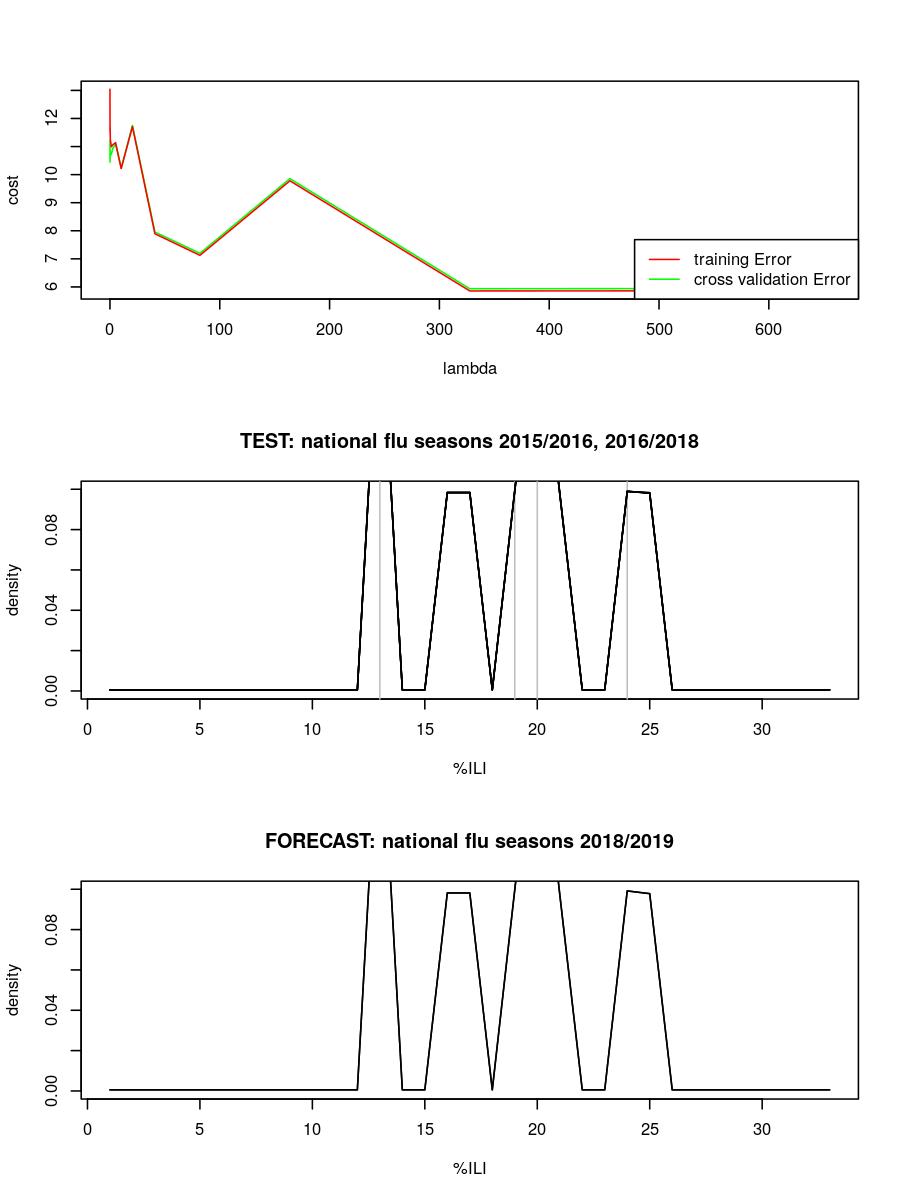 12
10
9
8
7
6
cost
training Error
cross validation Error
0 100 200 300 400 500 600
lambda
TEST: national flu seasons 2015/2016, 2016/2018
0.08
0.04
0.00
density
0 5 10 15 20 25 30
%ILI
FORECAST: national flu seasons 2018/2019
0.08
0.04
0.00
density
0 5 10 15 20 25 30
%ILI